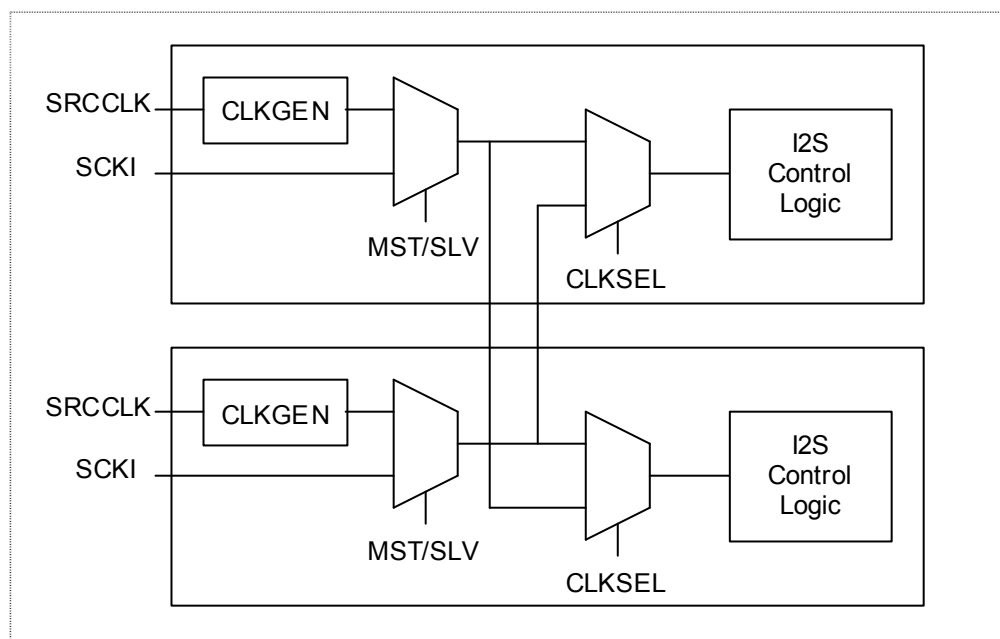 SRCCLK
CLKGEN
SCKI
MST/SLV
CLKSEL
I2S
Control
Logic
SRCCLK
CLKGEN
SCKI
MST/SLV
CLKSEL
I2S
Control
Logic